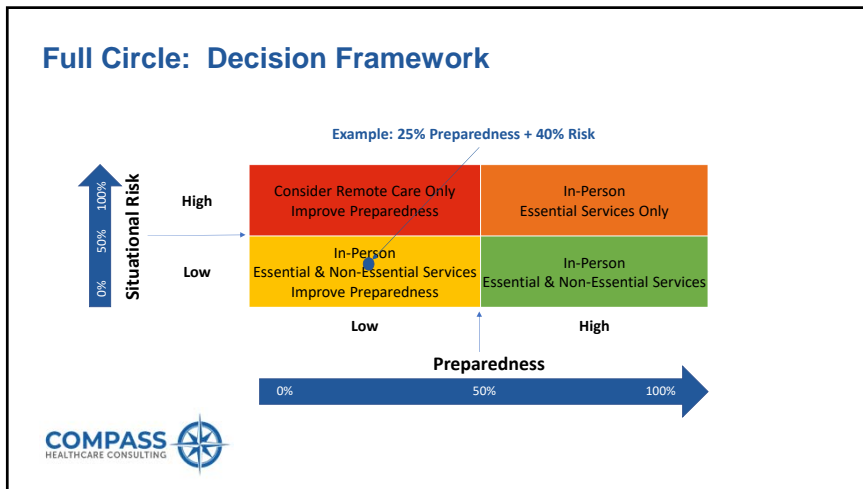 Full Circle: Decision Framework
Example: 25% Preparedness + 40% Risk
Situational Risk
0% 50% 100%
High
Low
Consider Remote Care Only
Improve Preparedness
In-Person
Essential Services Only
In-Person
Essential & Non-Essential Services
Improve Preparedness
In-Person
Essential & Non-Essential Services
Low
High
Preparedness
0% 50% 100%
COMPASS
HEALTHCARE CONSULTING